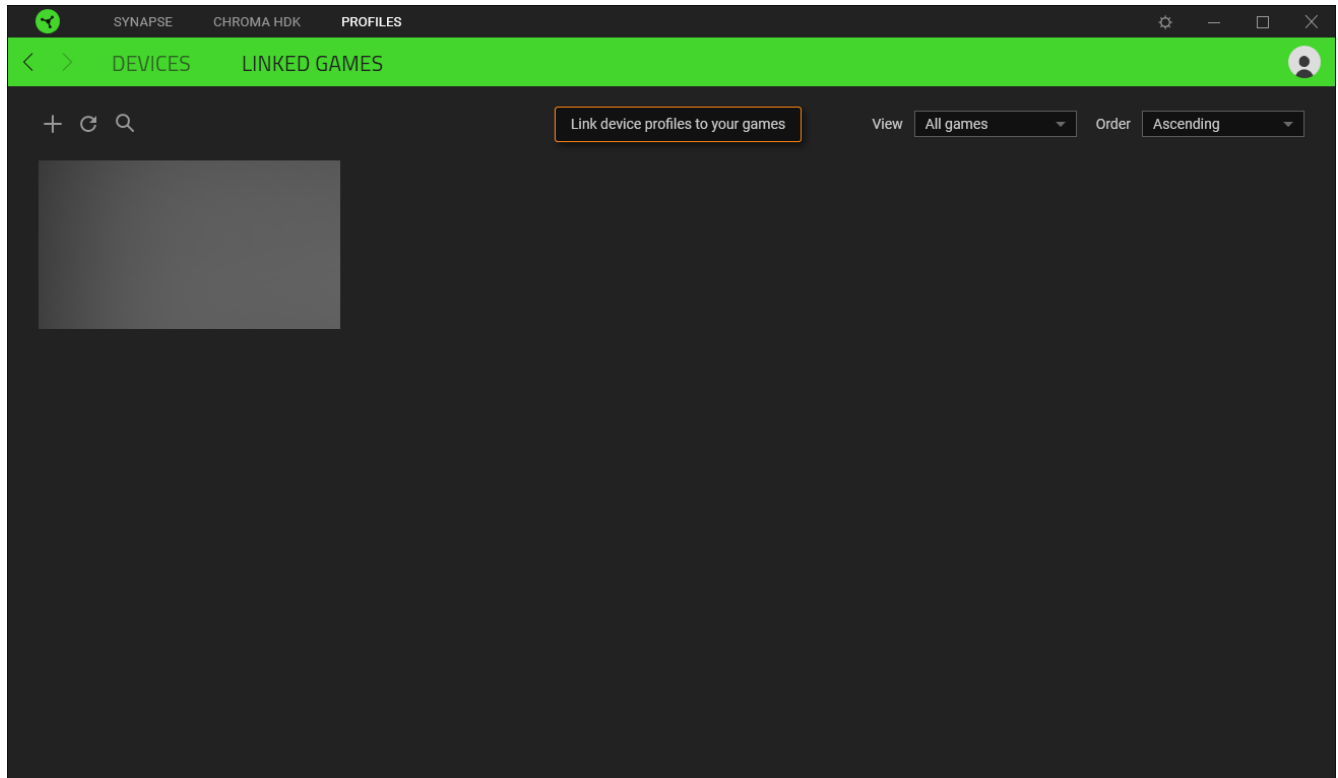 SYNAPSE CHROMA HDK PROFILES
DEVICES LINKED GAMES
Link device profiles to your games View All games Order Ascending